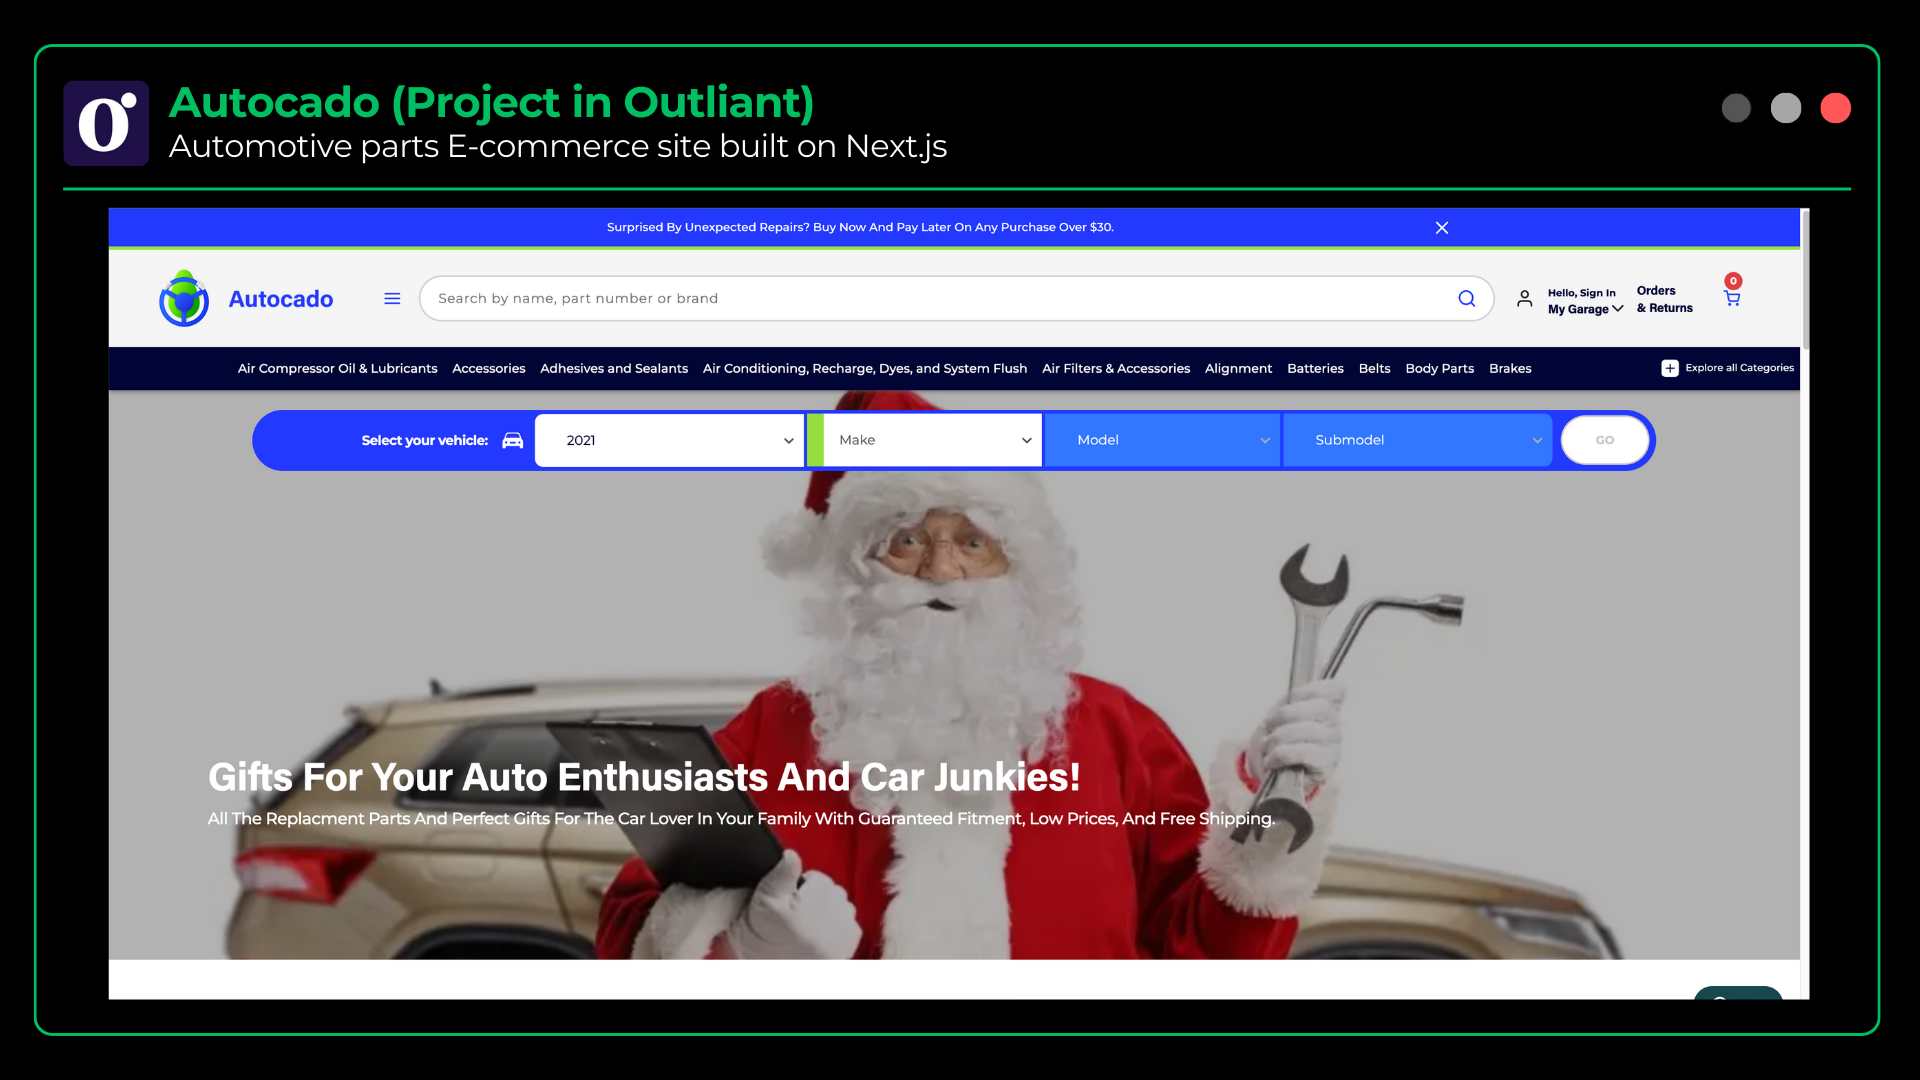 Autocado (Project in Outliant)
Automotive parts E-commerce site built on Next.js
Surprised By Unexpected Repairs? Buy Now And Pay Later On Any Purchase Over $30.
Autocado
Search by name, part number or brand
Hello, Sign In
My Garage
Orders
& Returns
0
Air Compressor Oil & Lubricants Accessories Adhesives and Sealants Air Conditioning, Recharge, Dyes, and System Flush Air Filters & Accessories Alignment Batteries Belts Body Parts Brakes Explore all Categories
Select your vehicle: 2021 Make Model Submodel GO
Gifts For Your Auto Enthusiasts And Car Junkies!
All The Replacment Parts And Perfect Gifts For The Car Lover In Your Family With Guaranteed Fitment, Low Prices, And Free Shipping.